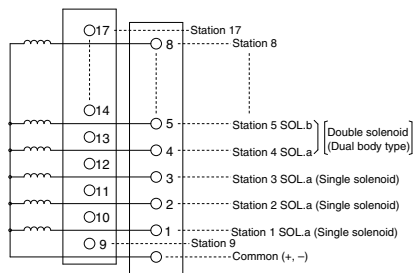 17 Station 17
8 Station 8
14
5 Station 5 SOL.b
13
4 Station 4 SOL.a
Double solenoid
(Dual body type)
12
3 Station 3 SOL.a (Single solenoid)
11
2 Station 2 SOL.a (Single solenoid)
10
1 Station 1 SOL.a (Single solenoid)
9 Station 9
Common (+, –)